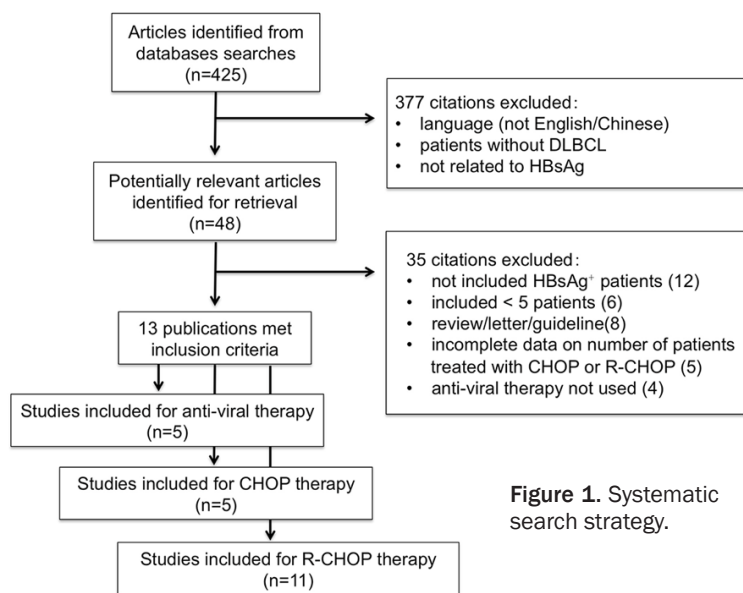 Articles identified from
databases searches
(n=425)
377 citations excluded:
• language (not English/Chinese)
• patients without DLBCL
• not related to HBsAg
Potentially relevant articles
identified for retrieval
(n=48)
35 citations excluded:
• not included HBsAg⁺ patients (12)
• included < 5 patients (6)
• review/letter/guideline(8)
• incomplete data on number of patients
treated with CHOP or R-CHOP (5)
• anti-viral therapy not used (4)
13 publications met
inclusion criteria
Studies included for anti-viral therapy
(n=5)
Studies included for CHOP therapy
(n=5)
Studies included for R-CHOP therapy
(n=11)
Figure 1. Systematic
search strategy.